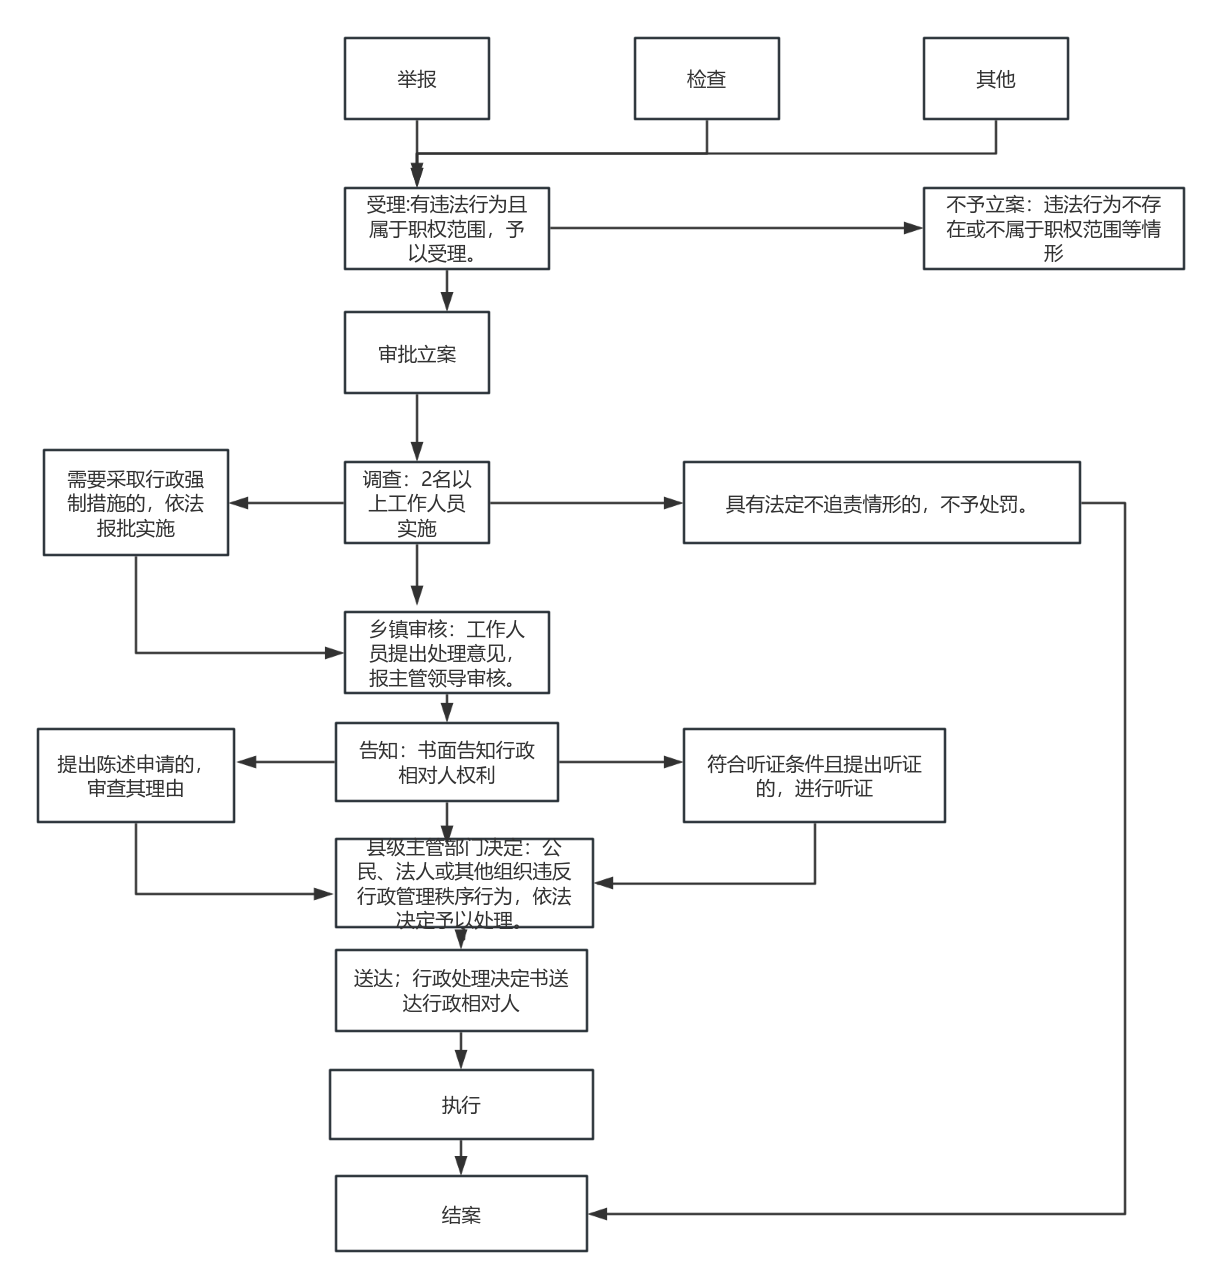 举报
检查
其他
受理:有违法行为且
属于职权范围，予
以受理。
不予立案：违法行为不存
在或不属于职权范围等情
形
审批立案
需要采取行政强
制措施的，依法
报批实施
调查：2名以
上工作人员
实施
具有法定不追责情形的，不予处罚。
乡镇审核：工作人
员提出处理意见，
报主管领导审核。
提出陈述申请的，
审查其理由
告知：书面告知行政
相对人权利
符合听证条件且提出听证
的，进行听证
县级主管部门决定：公
民、法人或其他组织违反
行政管理秩序行为，依法
决定予以处理。
送达；行政处理决定书送
达行政相对人
执行
结案